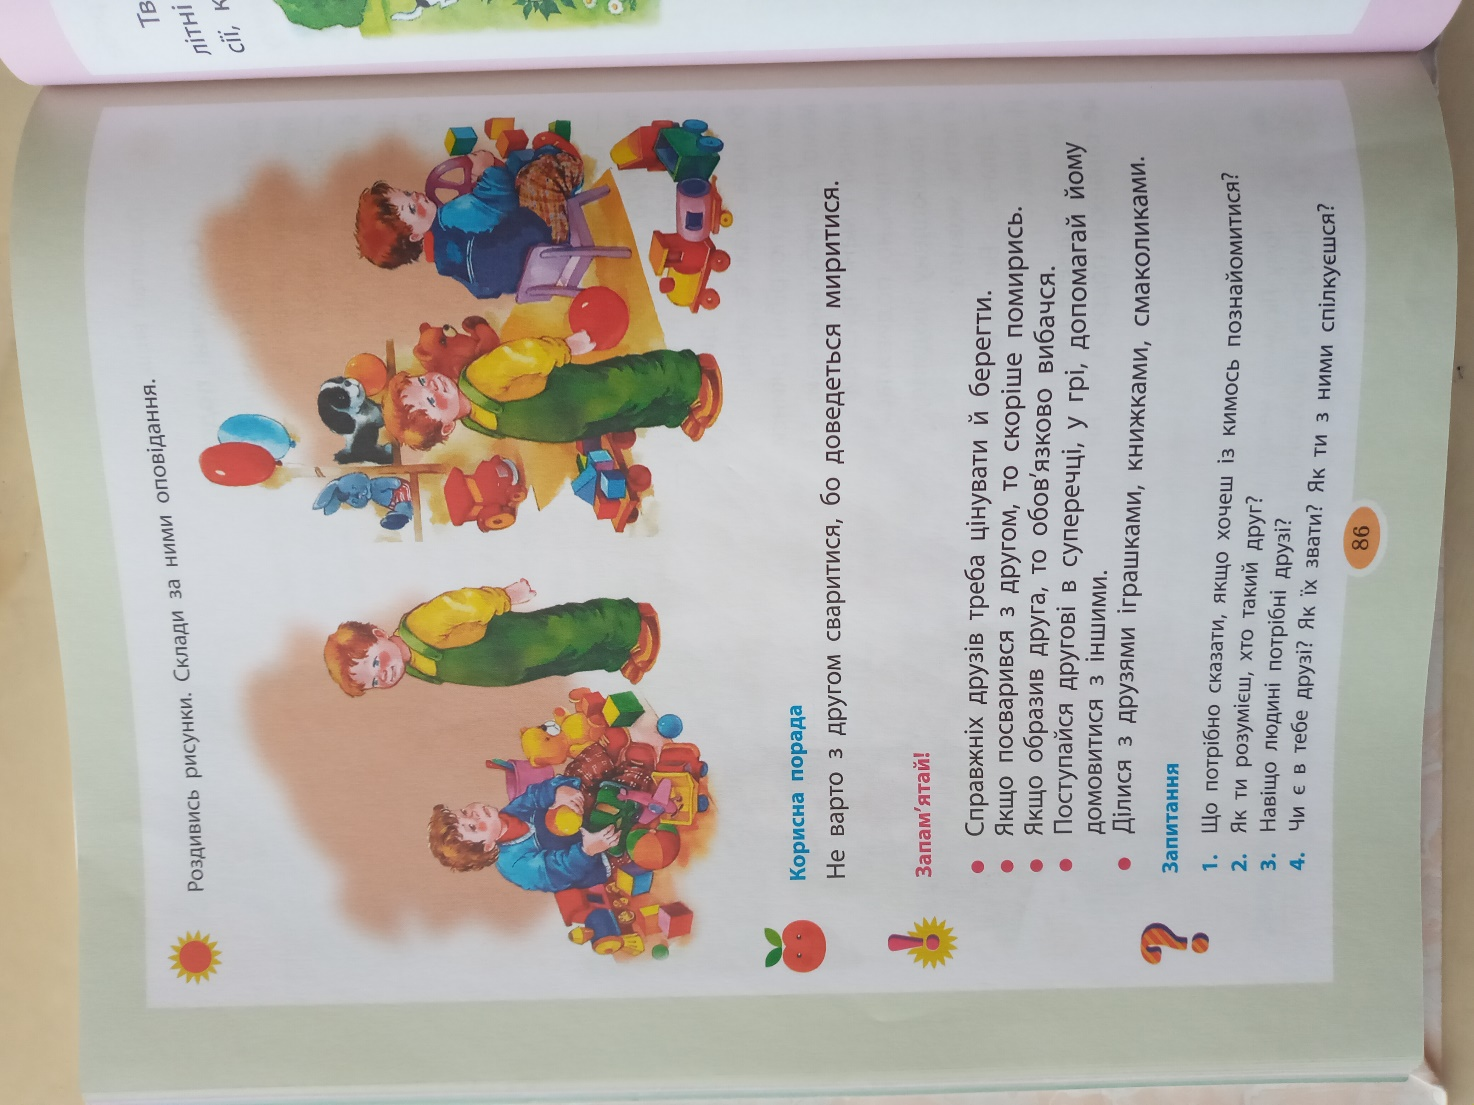 Тв
літні
сії, к
Роздивись рисунки. Склади за ними оповідання.
Корисна порада
Не варто з другом сваритися, бо доведеться миритися.
Запам'ятай!
● Справжніх друзів треба цінувати й берегти.
● Якщо посварився з другом, то скоріше помирись.
● Якщо образив друга, то обов'язково вибачся.
● Поступайся другові в суперечці, у грі, допомагай йому
домовитися з іншими.
● Ділися з друзями іграшками, книжками, смаколиками.
Запитання
1. Що потрібно сказати, якщо хочеш із кимось познайомитися?
2. Як ти розумієш, хто такий друг?
3. Навіщо людині потрібні друзі?
4. Чи є в тебе друзі? Як їх звати? Як ти з ними спілкуєшся?
86